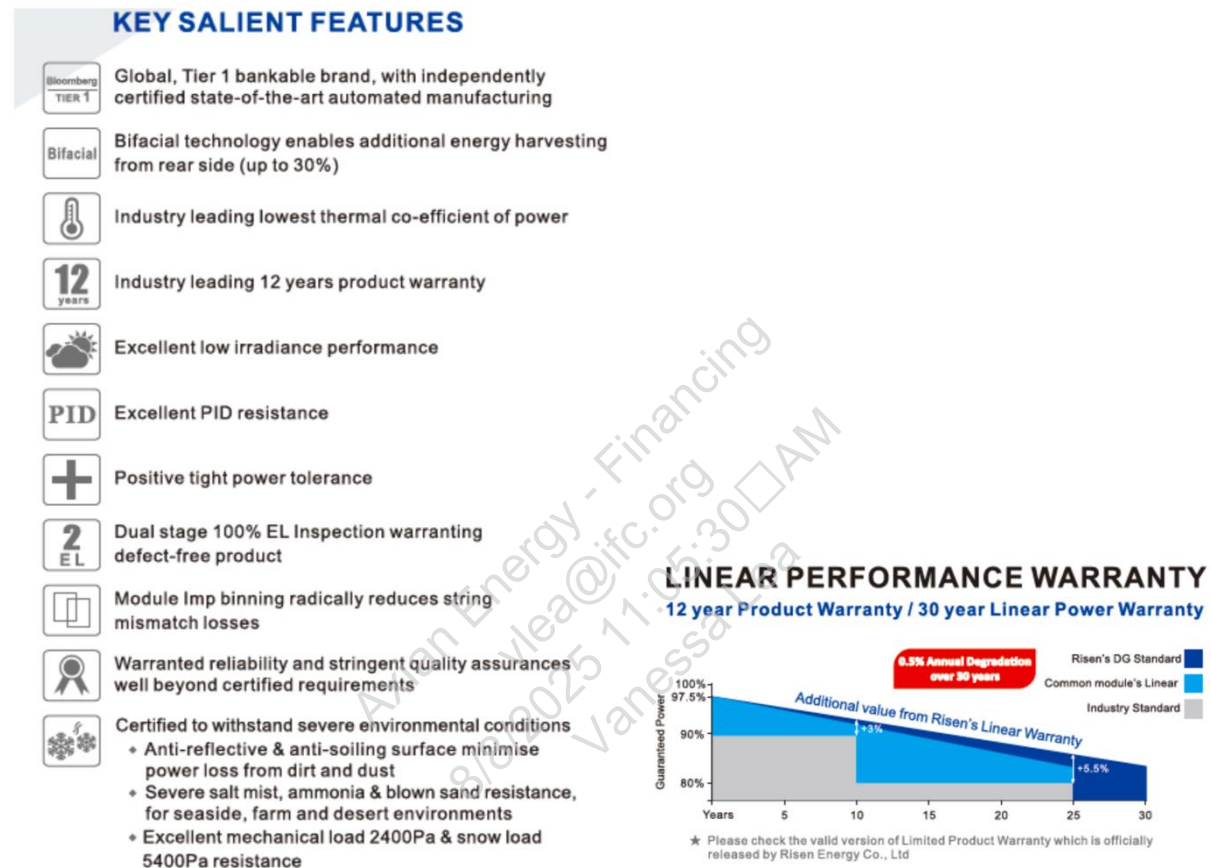 KEY SALIENT FEATURES
Bloomberg
TIER 1
Global, Tier 1 bankable brand, with independently
certified state-of-the-art automated manufacturing
Bifacial
Bifacial technology enables additional energy harvesting
from rear side (up to 30%)
Industry leading lowest thermal co-efficient of power
12
years
Industry leading 12 years product warranty
Excellent low irradiance performance
PID
Excellent PID resistance
Positive tight power tolerance
2
EL
Dual stage 100% EL Inspection warranting
defect-free product
Module Imp binning radically reduces string
mismatch losses
Warranted reliability and stringent quality assurances
well beyond certified requirements
Certified to withstand severe environmental conditions
Anti-reflective & anti-soiling surface minimise
power loss from dirt and dust
Severe salt mist, ammonia & blown sand resistance,
for seaside, farm and desert environments
Excellent mechanical load 2400Pa & snow load
5400Pa resistance
LINEAR PERFORMANCE WARRANTY
12 year Product Warranty / 30 year Linear Power Warranty
0.5% Annual Degradation
over 30 years
Risen's DG Standard
Common module's Linear
Industry Standard
Guaranteed Power
100%
97.5%
90%
80%
Additional value from Risen's Linear Warranty
+3%
+5.5%
Years 5 10 15 20 25 30
★ Please check the valid version of Limited Product Warranty which is officially
released by Risen Energy Co., Ltd
Axian Energy - Financing
vlea@ifc.org
8/8/2025 11:05:30□AM
Vanessa Lea